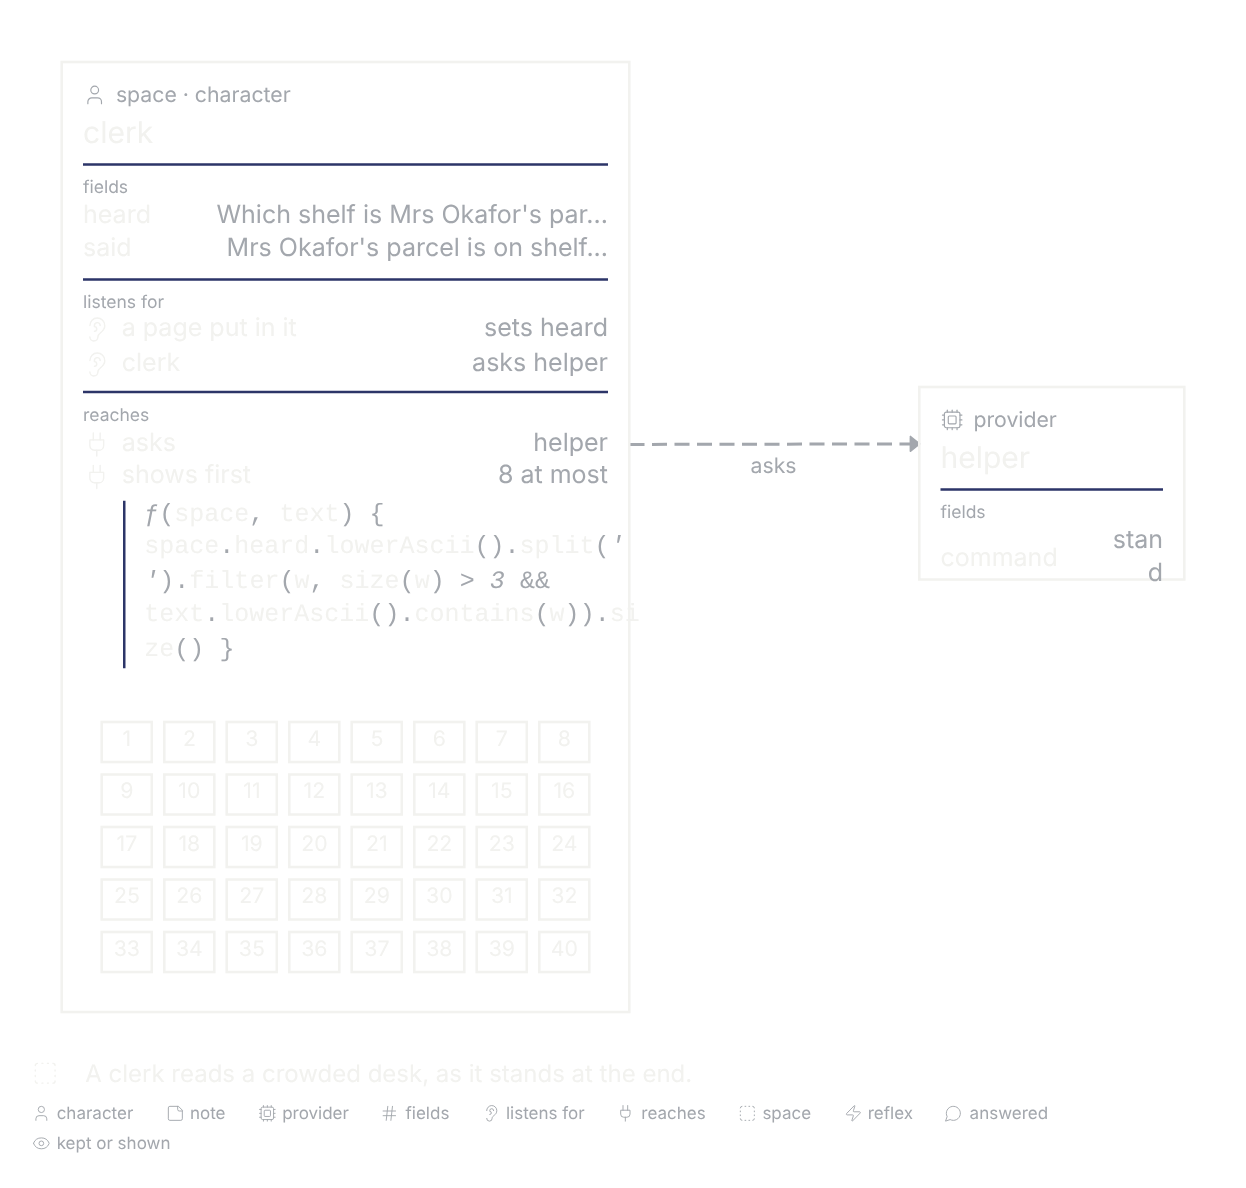 space · character
clerk
fields
heard Which shelf is Mrs Okafor's par...
said Mrs Okafor's parcel is on shelf...
listens for
a page put in it sets heard
clerk asks helper
reaches
asks helper
shows first 8 at most
ƒ(space, text) {
space.heard.lowerAscii().split('
').filter(w, size(w) > 3 &&
text.lowerAscii().contains(w)).si
ze() }
asks
provider
helper
fields
command stan
d
1 2 3 4 5 6 7 8
9 10 11 12 13 14 15 16
17 18 19 20 21 22 23 24
25 26 27 28 29 30 31 32
33 34 35 36 37 38 39 40
A clerk reads a crowded desk, as it stands at the end.
character note provider fields listens for reaches space reflex answered
kept or shown